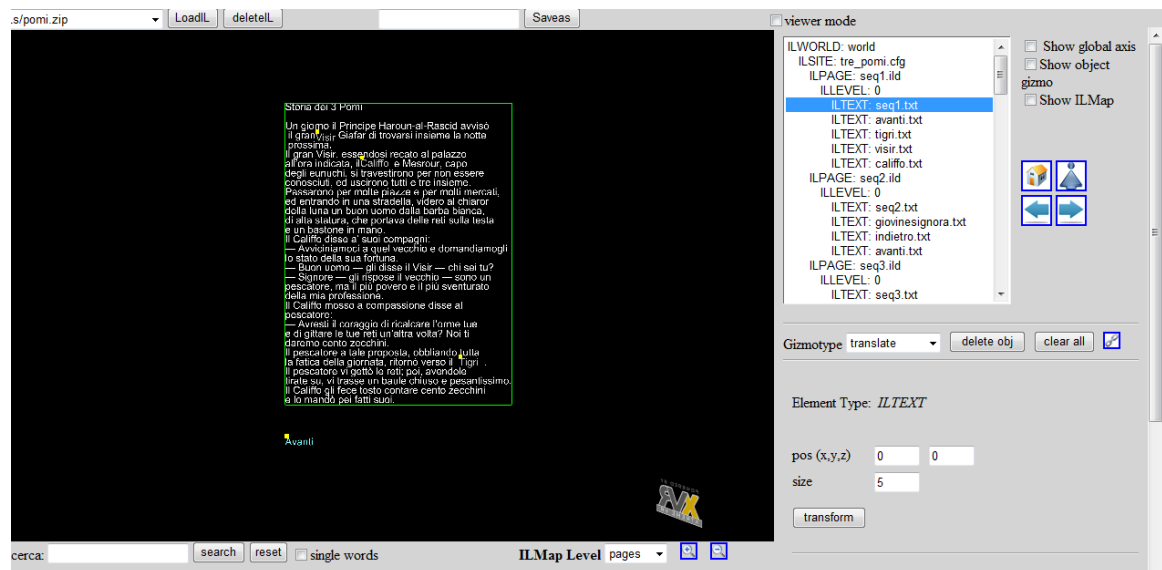 .s/pomi.zip LoadIL deleteIL Saveas
viewer mode
ILWORLD: world
ILSITE: tre_pomi.cfg
ILPAGE: seq1.ild
ILLEVEL: 0
ILTEXT: seq1.txt
ILTEXT: avanti.txt
ILTEXT: tigri.txt
ILTEXT: visir.txt
ILTEXT: califfo.txt
ILPAGE: seq2.ild
ILLEVEL: 0
ILTEXT: seq2.txt
ILTEXT: giovinesignora.txt
ILTEXT: indietro.txt
ILTEXT: avanti.txt
ILPAGE: seq3.ild
ILLEVEL: 0
ILTEXT: seq3.txt
Show global axis
Show object
gizmo
Show ILMap
Storia dei 3 Pomi
Un giorno il Principe Haroun-al-Rascid avvisò
il gran Visir Giafar di trovarsi insieme la notte
prossima.
Il gran Visir, essendosi recato al palazzo
all'ora indicata, il Califfo e Mesrour, capo
degli eunuchi, si travestirono per non essere
conosciuti, ed uscirono tutti e tre insieme.
Passarono per molte piazze e per molti mercati,
ed entrando in una stradella, videro al chiaror
della luna un buon uomo dalla barba bianca,
di alta statura, che portava delle reti sulla testa
e un bastone in mano.
Il Califfo disse a' suoi compagni:
— Avviciniamoci a quel vecchio e domandiamogli
lo stato della sua fortuna.
— Buon uomo — gli disse il Visir — chi sei tu?
— Signore — gli rispose il vecchio — sono un
pescatore, ma il più povero e il più sventurato
della mia professione.
Il Califfo mosso a compassione disse al
pescatore:
— Avresti il coraggio di ricalcare l'orme tue
e di gittare le tue reti un'altra volta? Noi ti
daremo cento zecchini.
Il pescatore a tale proposta, obbliando tutta
la fatica della giornata, ritornò verso il Tigri .
Il pescatore vi gettò le reti; poi, avendole
tirate su, vi trasse un baule chiuso e pesantissimo.
Il Califfo gli fece tosto contare cento zecchini
e lo mandò pei fatti suoi.
Avanti
XVR
Gizmotype translate delete obj clear all
Element Type: ILTEXT
pos (x,y,z) 0 0
size 5
transform
cerca: search reset single words ILMap Level pages